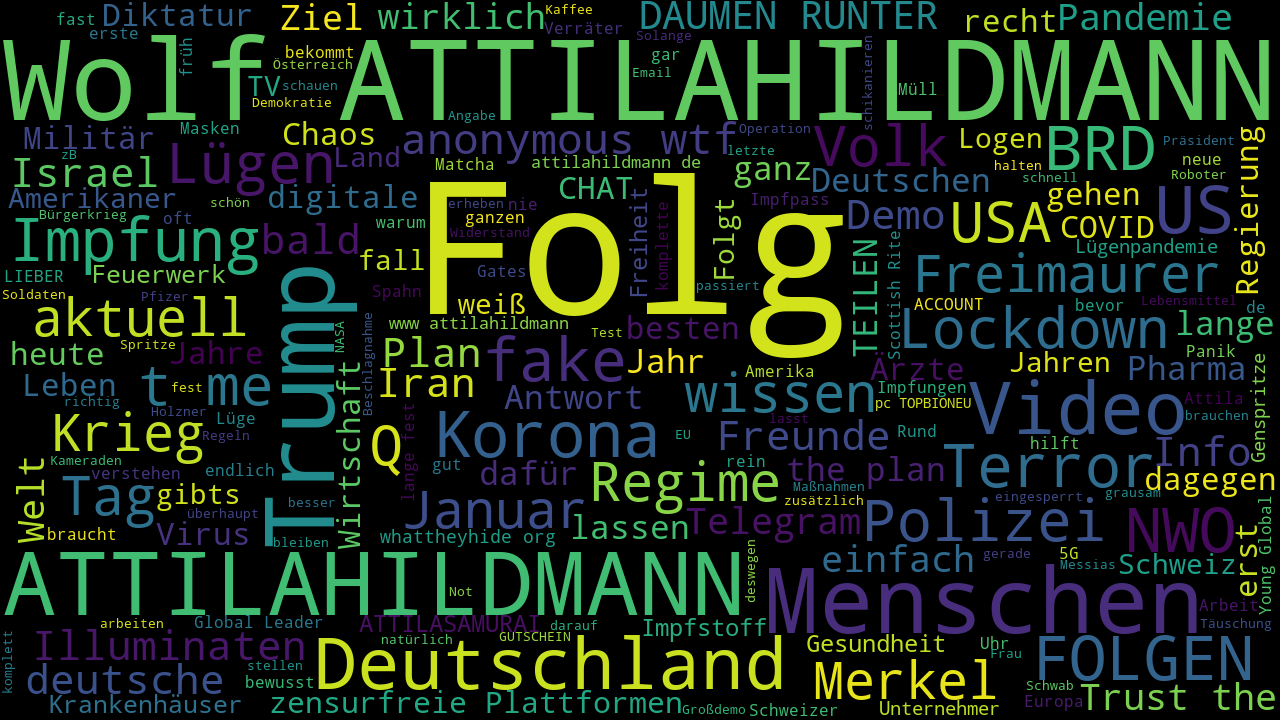 fast Diktatur Ziel wirklich Kaffee DAUMEN RUNTER recht Pandemie
erste früh bekommt Verräter Solange
Wolf ATTILAHILDMANN
Österreich TV schauen gar Email Müll schikanieren
Demokratie Angabe
Militär Masken Chaos anonymous wtf Operation Volk Logen BRD Präsident
zB Lügen Land Matcha attilahildmann de letzte ganz halten neue Regierung
Israel CHAT Deutschen schnell Roboter
Amerikaner schön digitale erheben nie Freiheit komplette Impfpass gehen US
Bürgerkrieg oft warum ganzen Folgt Demo USA COVID
Impfung bald Widerstand Lügenpandemie
LIEBER Feuerwerk fall Gates Folg passiert TEILEN Scottish Rite Freimaurer
Soldaten Pfizer Spahn weiß ACCOUNT bevor Lebensmittel de
aktuell Trump NASA Beschlagnahme www attilahildmann Test besten Lockdown lange
heute Spritze Jahre Plan fake Jahr Amerika Ärzte Jahren Panik
Leben t me fest Iran Antwort wissen Impfungen Pharma Genspritze
richtig Holzner Lüge Wirtschaft pc TOPBIONEU Video Attila
Krieg Regeln Q Korona lasst Freunde Rund brauchen
Kameraden EU hilft Info
Welt verstehen endlich lange fest gut dafür rein the plan Terror dagegen
Tag gibts besser Regime Maßnahmen eingesperrt grausam
überhaupt Januar zusätzlich
braucht Virus bleiben whattheyhide org lassen Telegram Polizei NWO erst Young Global
ATTILAHILDMANN Not deswegen einfach gerade 5G Messias Schweiz
Menschen Arbeit
arbeiten Global Leader ATTILASAMURAI darauf Impfstoff Täuschung
komplett Illuminaten natürlich GUTSCHEIN Gesundheit Uhr Frau FOLGEN
stellen Deutschland
deutsche bewusst Merkel Schwab Trust the
Krankenhäuser zensurfreie Plattformen Großdemo Schweizer Unternehmer Europa